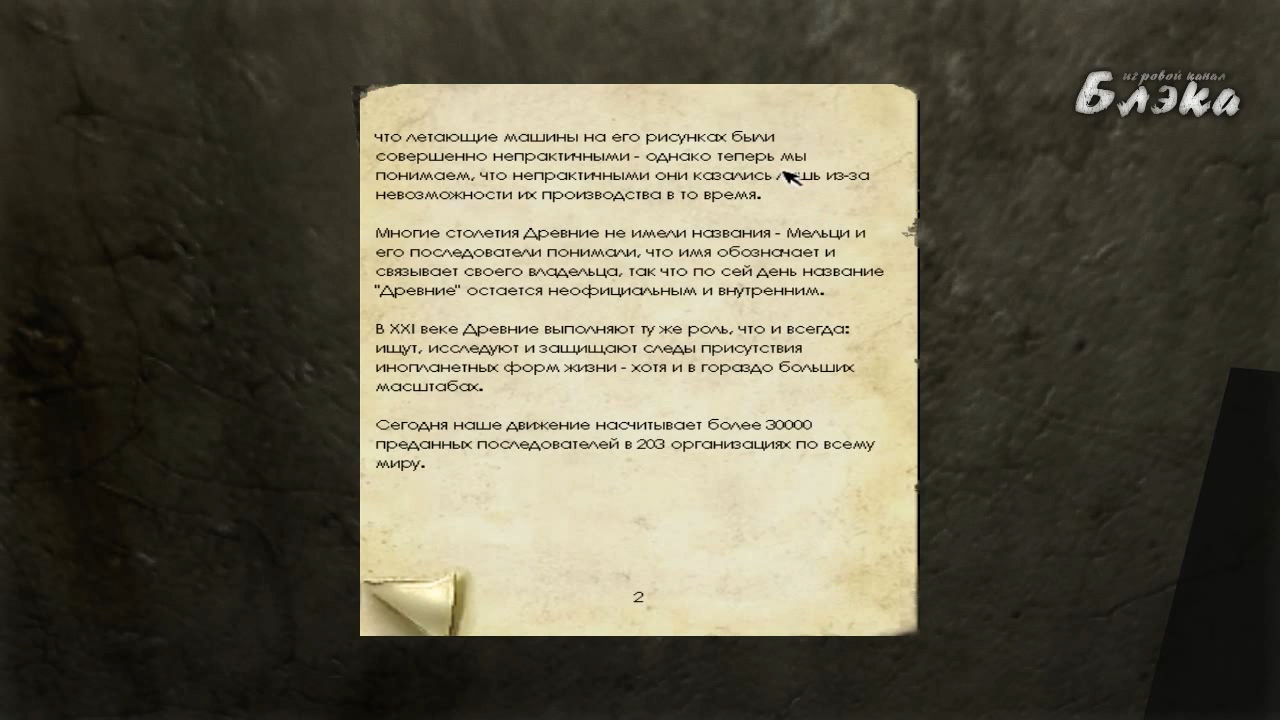 игровой канал
Блэка
что летающие машины на его рисунках были
совершенно непрактичными - однако теперь мы
понимаем, что непрактичными они казались из-за
невозможности их производства в то время.
Многие столетия Древние не имели названия - Мельци и
его последователи понимали, что имя обозначает и
связывает своего владельца, так что по сей день название
"Древние" остается неофициальным и внутренним.
В XXI веке Древние выполняют ту же роль, что и всегда:
ищут, исследуют и защищают следы присутствия
инопланетных форм жизни - хотя и в гораздо больших
масштабах.
Сегодня наше движение насчитывает более 30000
преданных последователей в 203 организациях по всему
миру.
2